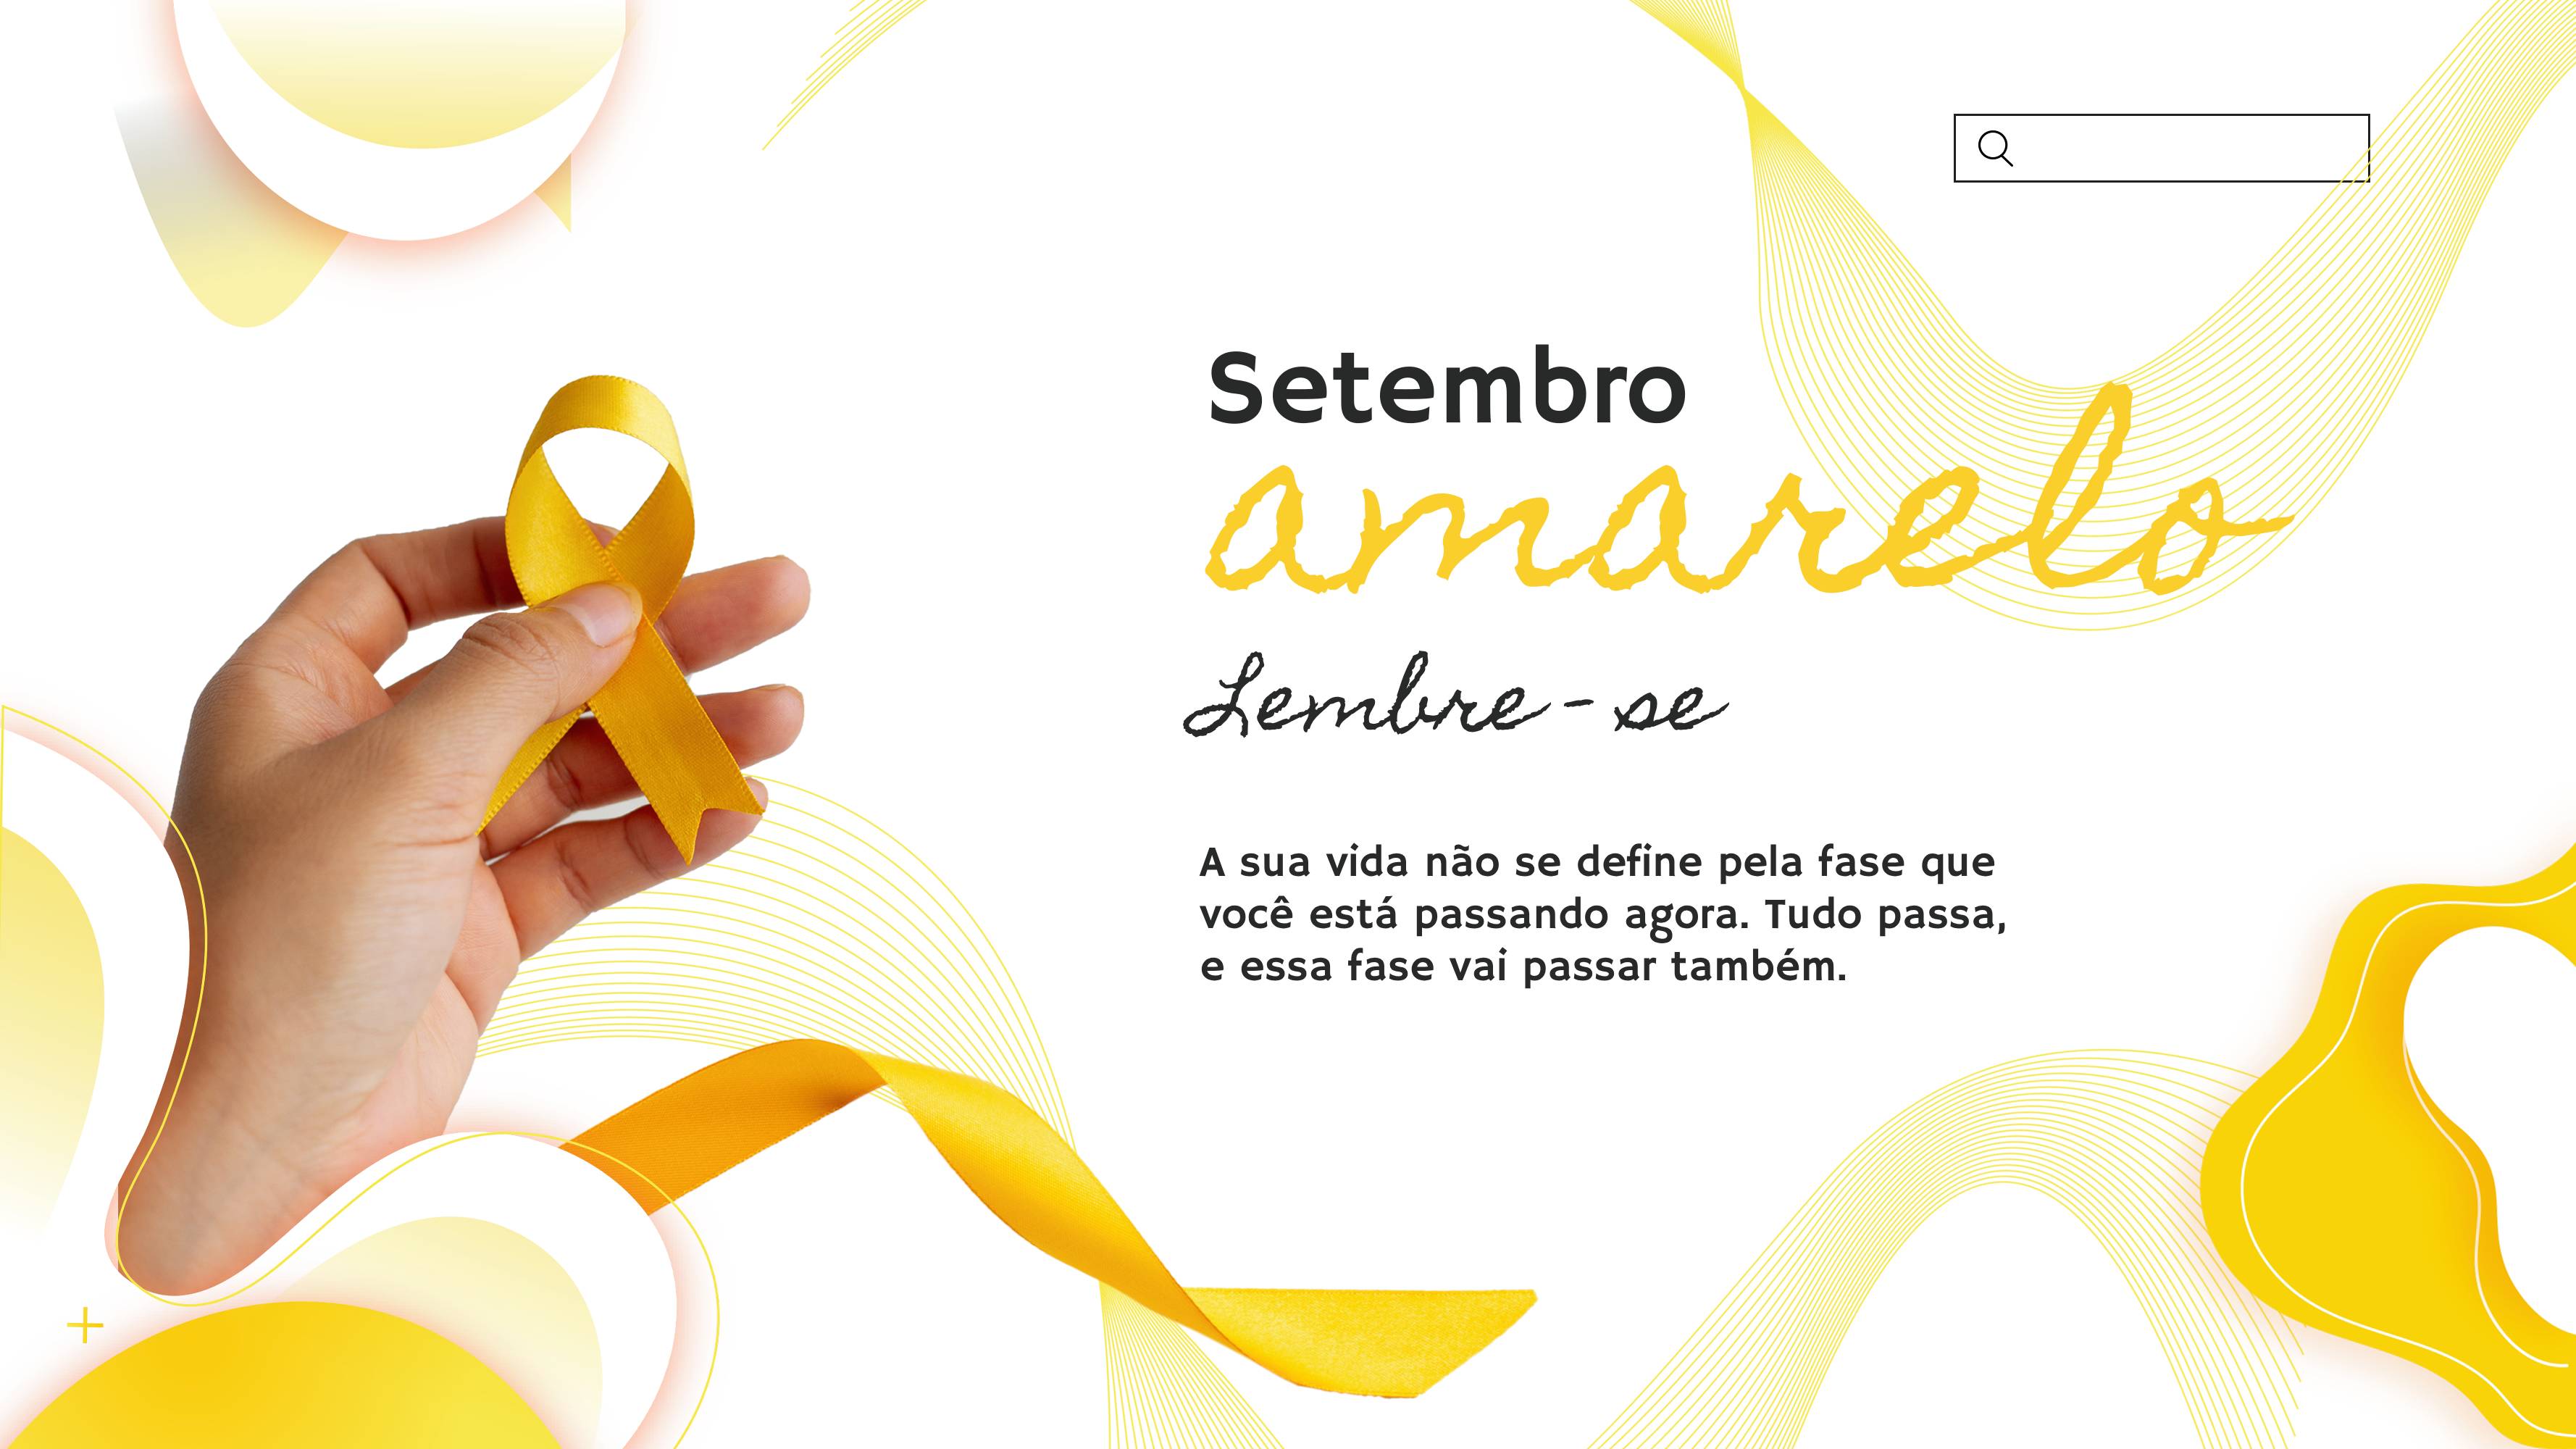 Setembro
amarelo
Lembre-se
A sua vida não se define pela fase que
você está passando agora. Tudo passa,
e essa fase vai passar também.